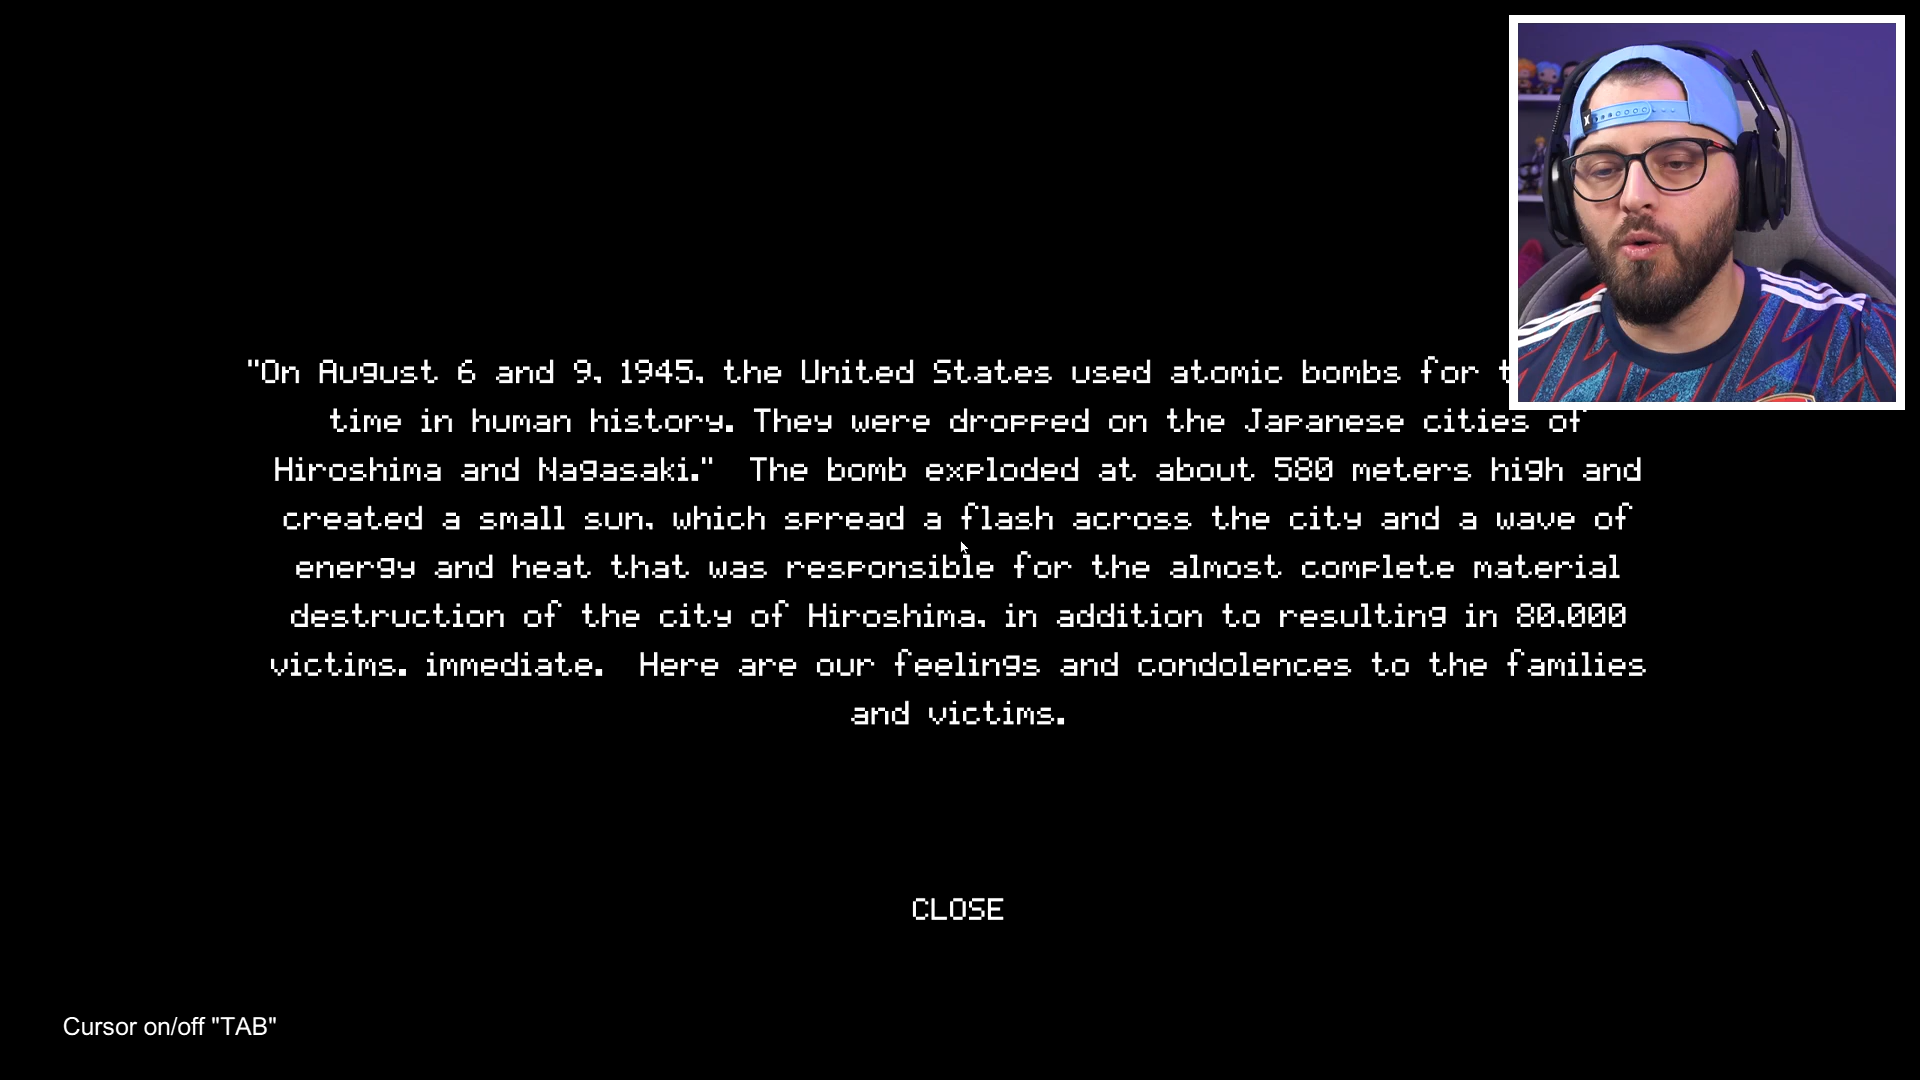 "On August 6 and 9, 1945, the United States used atomic bombs for
time in human history. They were dropped on the Japanese cities of
Hiroshima and Nagasaki." The bomb exploded at about 580 meters high and
created a small sun, which spread a flash across the city and a wave of
energy and heat that was responsible for the almost complete material
destruction of the city of Hiroshima, in addition to resulting in 80,000
victims. immediate. Here are our feelings and condolences to the families
and victims.
CLOSE
Cursor on/off "TAB"